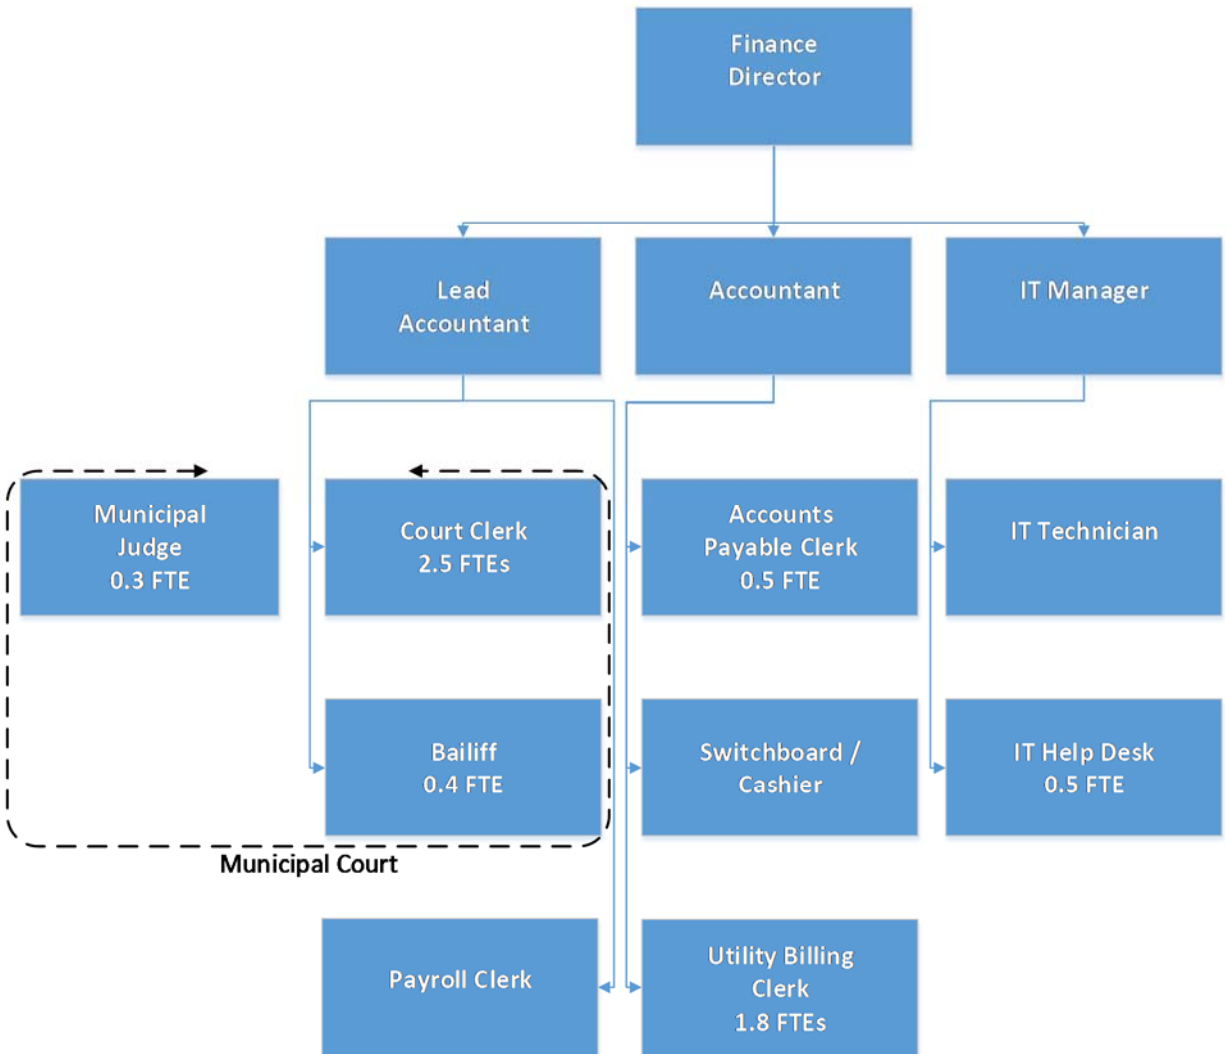 Finance
Director
Lead
Accountant
Accountant
IT Manager
Municipal
Judge
0.3 FTE
Court Clerk
2.5 FTEs
Accounts
Payable Clerk
0.5 FTE
IT Technician
Bailiff
0.4 FTE
Switchboard /
Cashier
IT Help Desk
0.5 FTE
Municipal Court
Payroll Clerk
Utility Billing
Clerk
1.8 FTEs